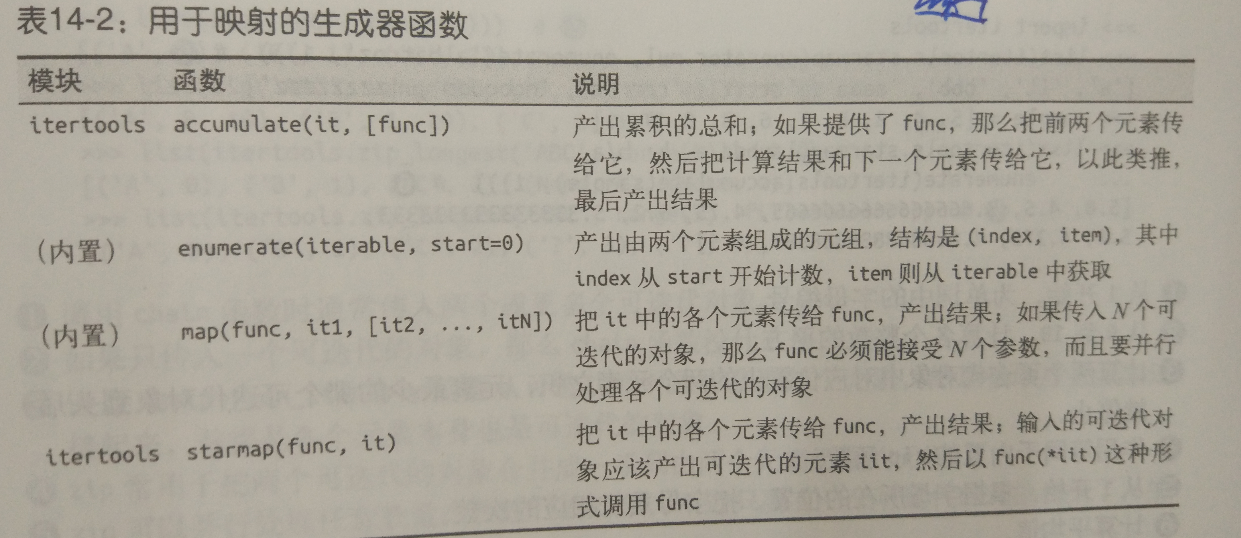 表14-2：用于映射的生成器函数
模块 函数 说明
itertools accumulate(it, [func]) 产出累积的总和；如果提供了 func，那么把前两个元素传
给它，然后把计算结果和下一个元素传给它，以此类推，
最后产出结果
（内置） enumerate(iterable, start=0) 产出由两个元素组成的元组，结构是 (index, item)，其中
index 从 start 开始计数，item 则从 iterable 中获取
（内置） map(func, it1, [it2, ..., itN]) 把 it 中的各个元素传给 func，产出结果；如果传入 N 个可
迭代的对象，那么 func 必须能接受 N 个参数，而且要并行
处理各个可迭代的对象
itertools starmap(func, it) 把 it 中的各个元素传给 func，产出结果；输入的可迭代对
象应该产出可迭代的元素 iit，然后以 func(*iit) 这种形
式调用 func